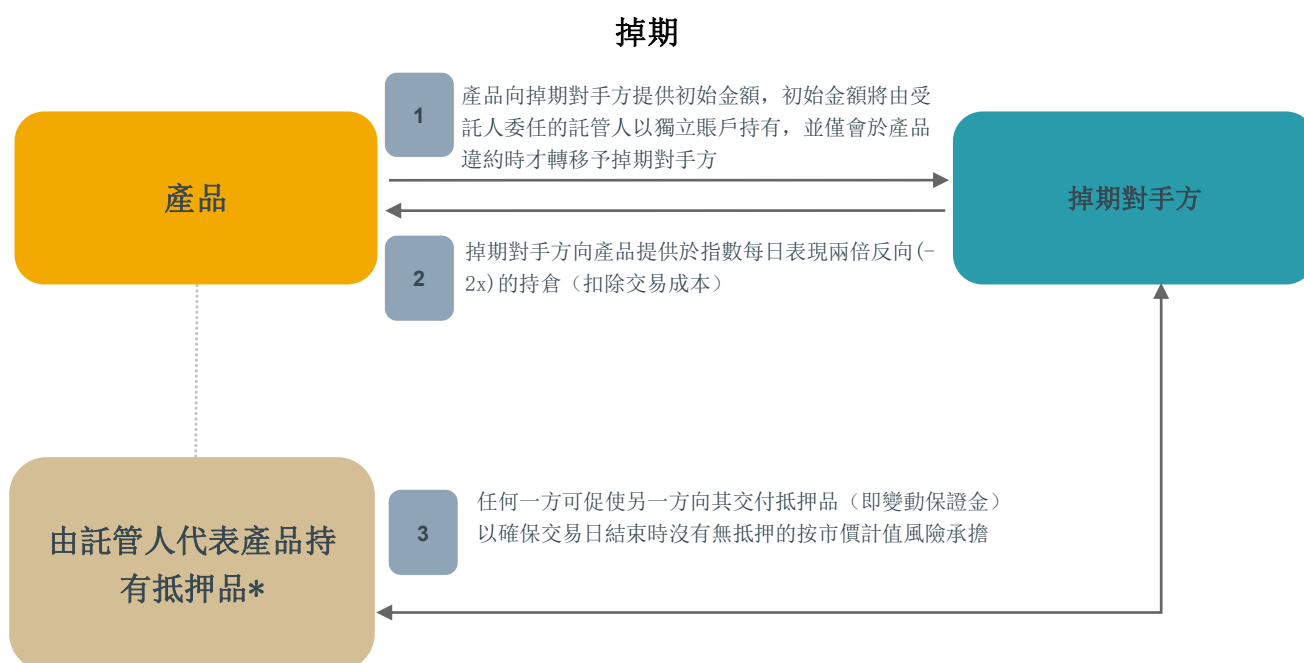 掉期
1
產品向掉期對手方提供初始金額，初始金額將由受
託人委任的託管人以獨立賬戶持有，並僅會於產品
違約時才轉移予掉期對手方
產品
掉期對手方
2
掉期對手方向產品提供於指數每日表現兩倍反向(-
2x)的持倉（扣除交易成本）
由託管人代表產品持
有抵押品*
3
任何一方可促使另一方向其交付抵押品（即變動保證金）
以確保交易日結束時沒有無抵押的按市價計值風險承擔